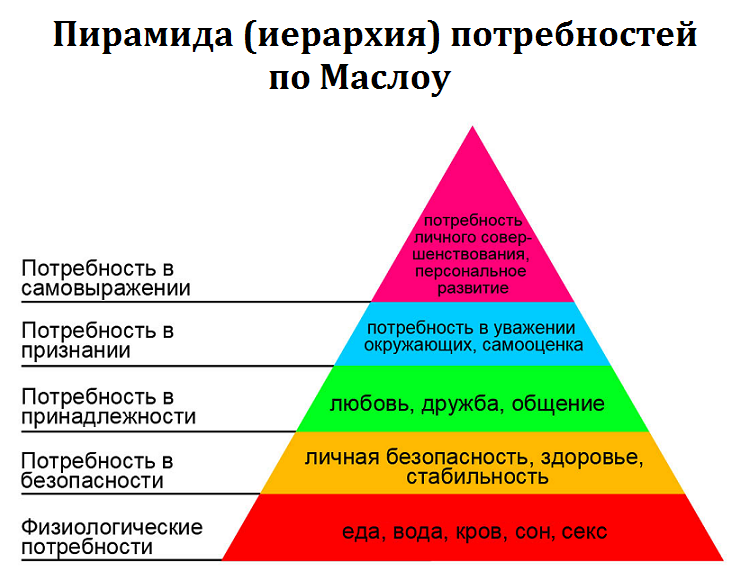 Пирамида (иерархия) потребностей
по Маслоу
потребность
личного совер-
шенствования,
персональное
развитие
Потребность в
самовыражении
потребность в уважении
окружающих, самооценка
Потребность в
признании
любовь, дружба, общение
Потребность в
принадлежности
личная безопасность, здоровье,
стабильность
Потребность в
безопасности
еда, вода, кров, сон, секс
Физиологические
потребности